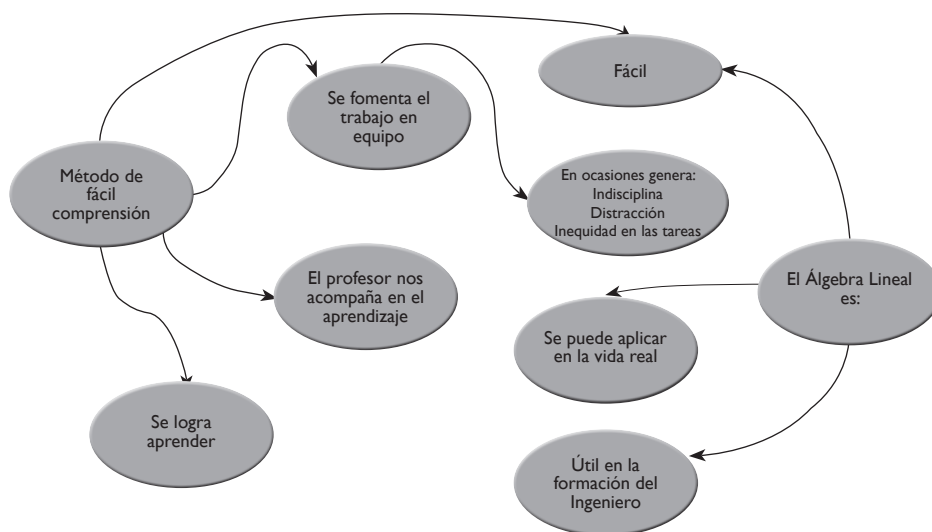 Fácil
Se fomenta el
trabajo en
equipo
Método de
fácil
comprensión
En ocasiones genera:
Indisciplina
Distracción
Inequidad en las tareas
El profesor nos
acompaña en el
aprendizaje
El Álgebra Lineal
es:
Se puede aplicar
en la vida real
Se logra
aprender
Útil en la
formación del
Ingeniero